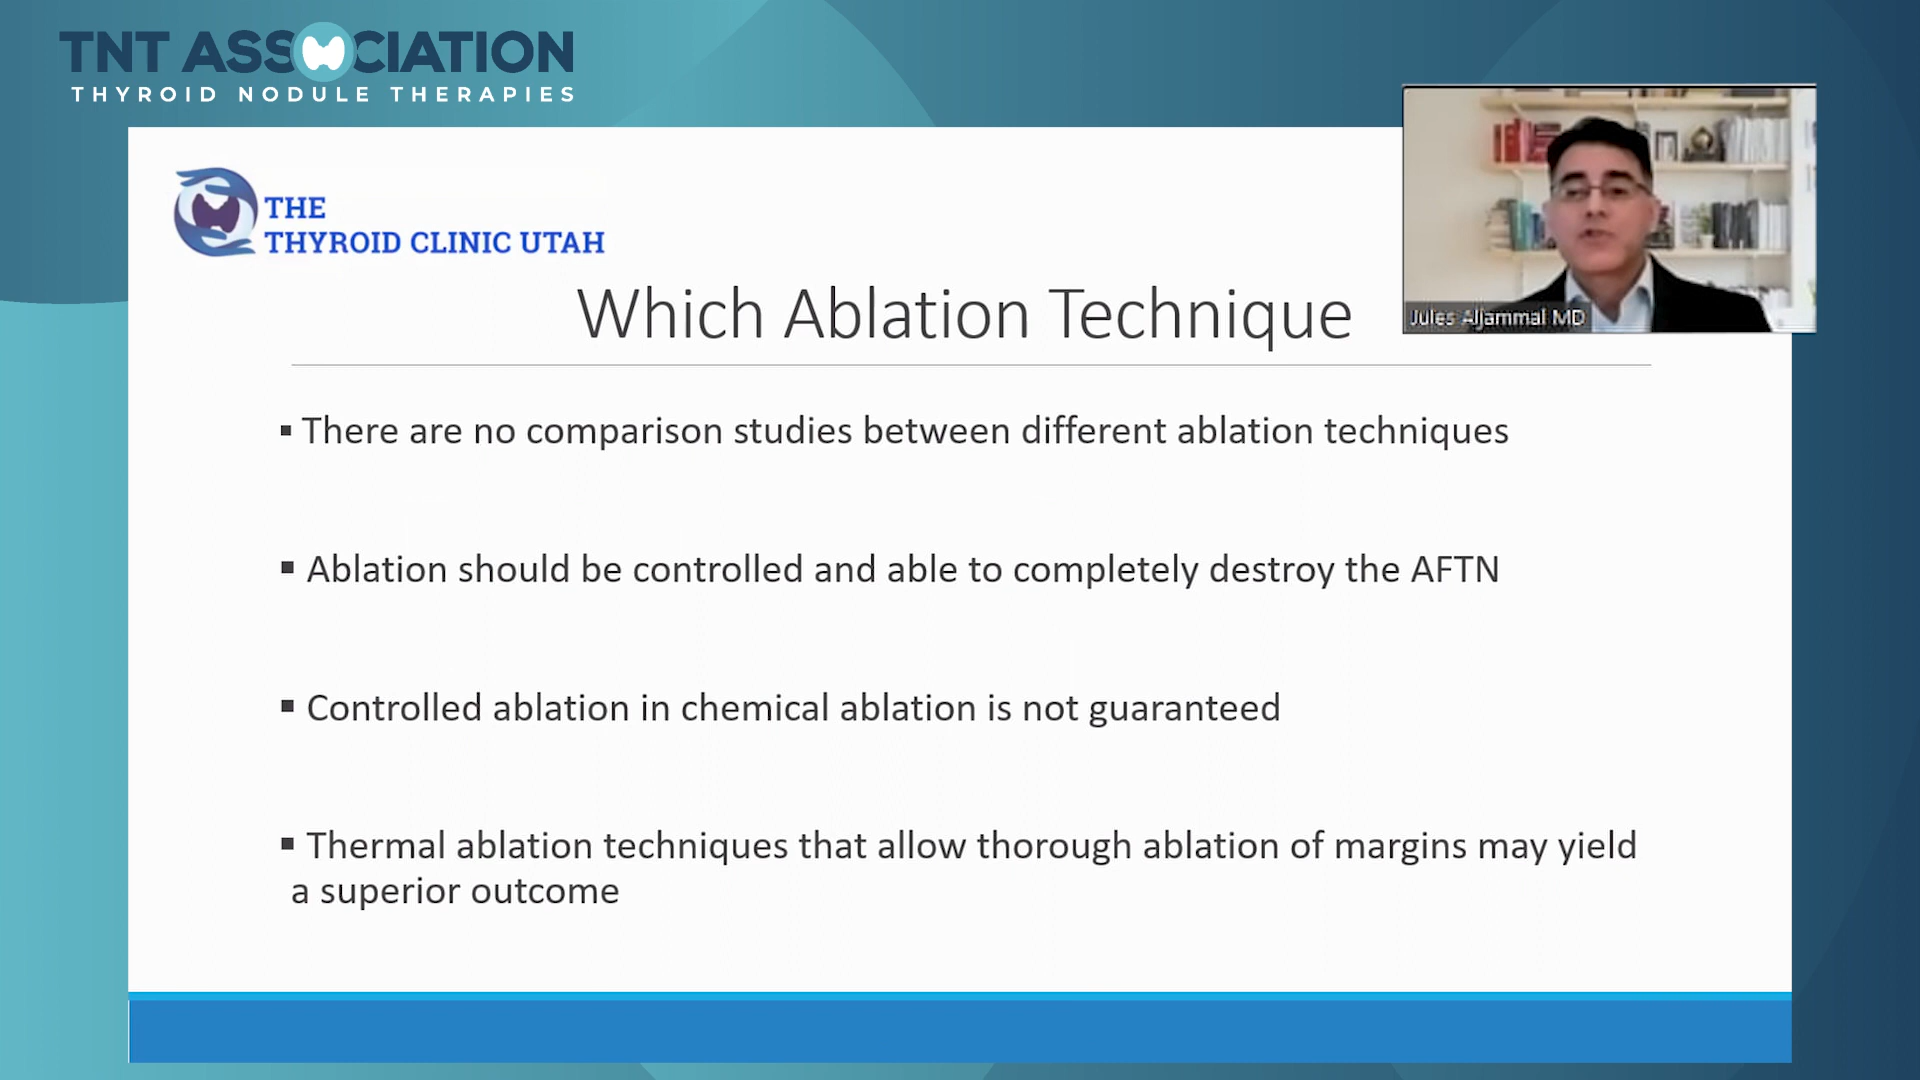 TNT ASSOCIATION
THYROID NODULE THERAPIES
THE
THYROID CLINIC UTAH
Which Ablation Technique
Jules Aljammal MD
▪ There are no comparison studies between different ablation techniques
▪ Ablation should be controlled and able to completely destroy the AFTN
▪ Controlled ablation in chemical ablation is not guaranteed
▪ Thermal ablation techniques that allow thorough ablation of margins may yield
a superior outcome